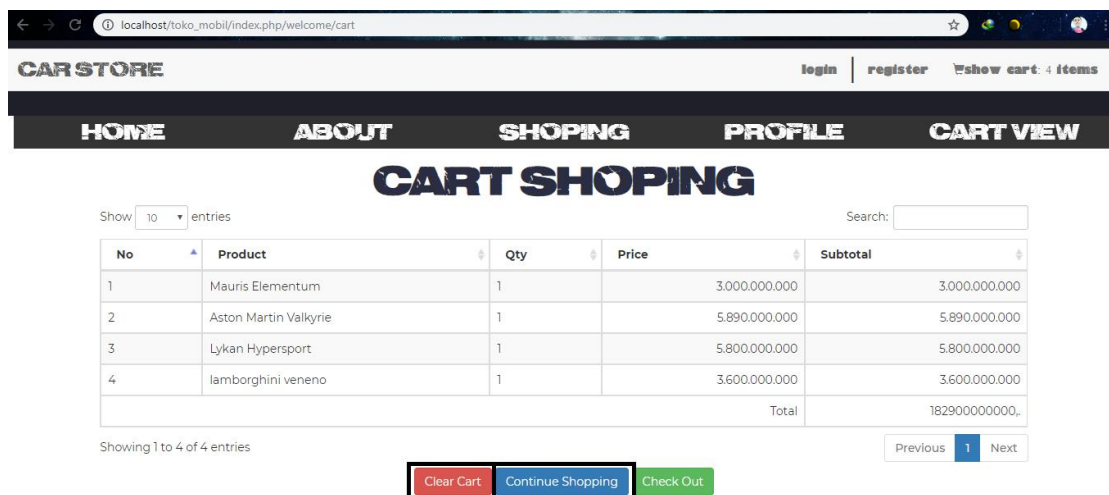 localhost/toko_mobil/index.php/welcome/cart
CAR STORE login register show cart: 4 items
HOME ABOUT SHOPING PROFILE CART VIEW
CART SHOPING
Show 10 entries Search:
No Product Qty Price Subtotal
1 Mauris Elementum 1 3.000.000.000 3.000.000.000
2 Aston Martin Valkyrie 1 5.890.000.000 5.890.000.000
3 Lykan Hypersport 1 5.800.000.000 5.800.000.000
4 lamborghini veneno 1 3.600.000.000 3.600.000.000
Total 182900000000,.
Showing 1 to 4 of 4 entries Previous 1 Next
Clear Cart Continue Shopping Check Out